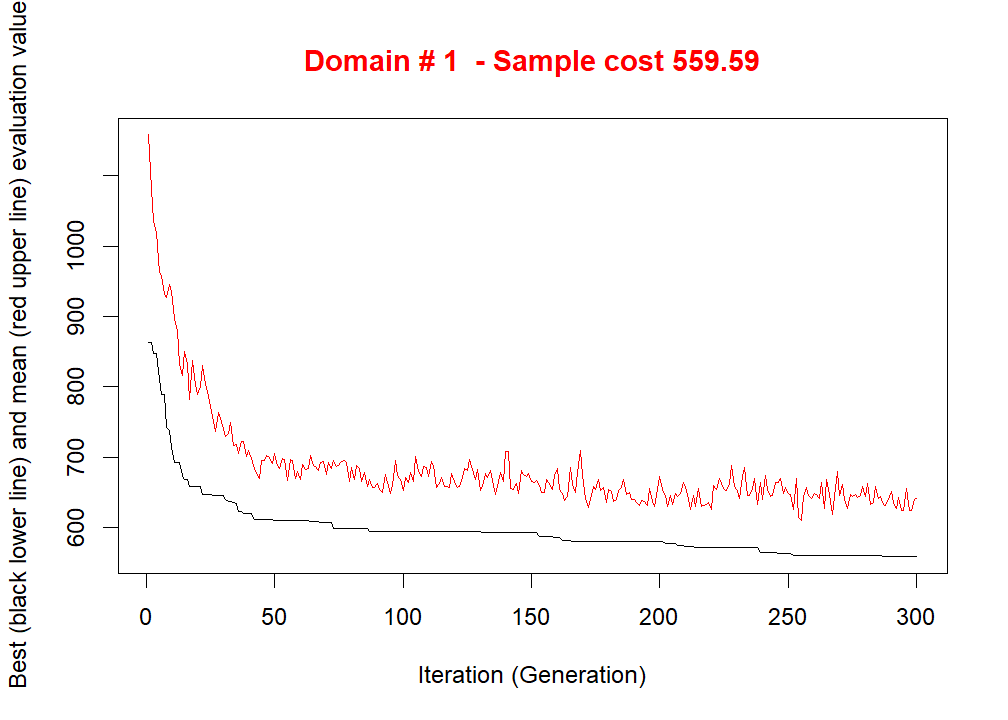 Domain # 1  - Sample cost 559.59
Best (black lower line) and mean (red upper line) evaluation value
1000
900
800
700
600
0 50 100 150 200 250 300
Iteration (Generation)